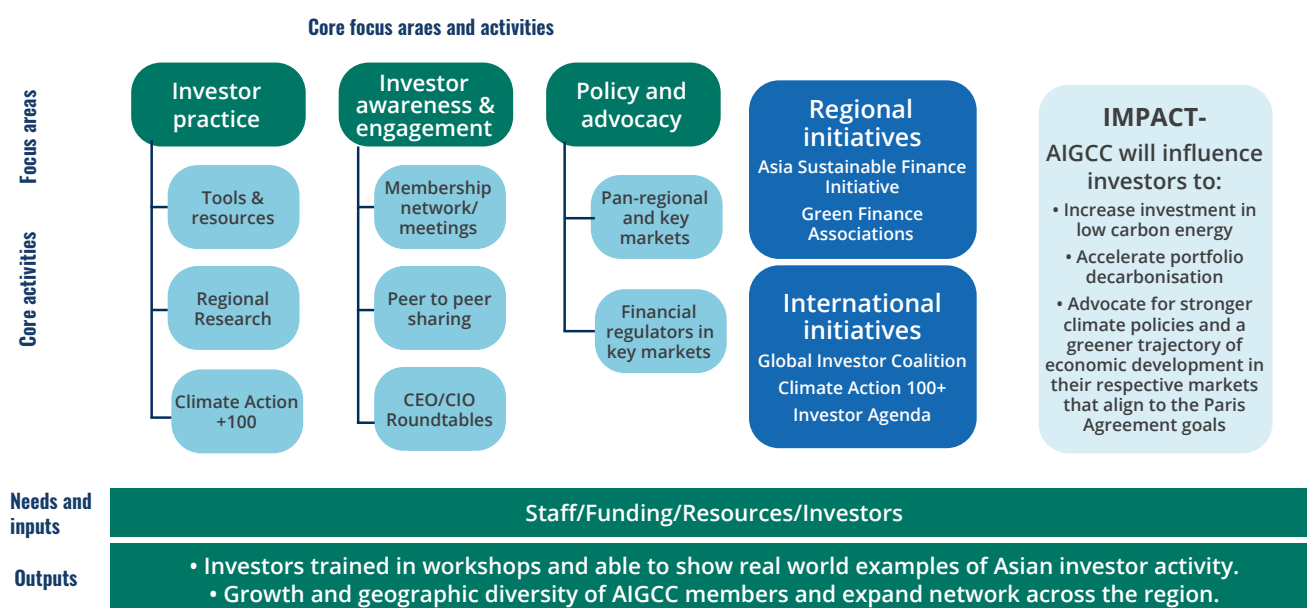 Core focus araes and activities
Focus areas
Core activities
Investor
practice
Tools &
resources
Regional
Research
Climate Action
+100
Investor
awareness &
engagement
Membership
network/
meetings
Peer to peer
sharing
CEO/CIO
Roundtables
Policy and
advocacy
Pan-regional
and key
markets
Financial
regulators in
key markets
Regional
initiatives
Asia Sustainable Finance
Initiative
Green Finance
Associations
International
initiatives
Global Investor Coalition
Climate Action 100+
Investor Agenda
IMPACT-
AIGCC will influence
investors to:
• Increase investment in
low carbon energy
• Accelerate portfolio
decarbonisation
• Advocate for stronger
climate policies and a
greener trajectory of
economic development in
their respective markets
that align to the Paris
Agreement goals
Needs and
inputs
Staff/Funding/Resources/Investors
Outputs
• Investors trained in workshops and able to show real world examples of Asian investor activity.
• Growth and geographic diversity of AIGCC members and expand network across the region.